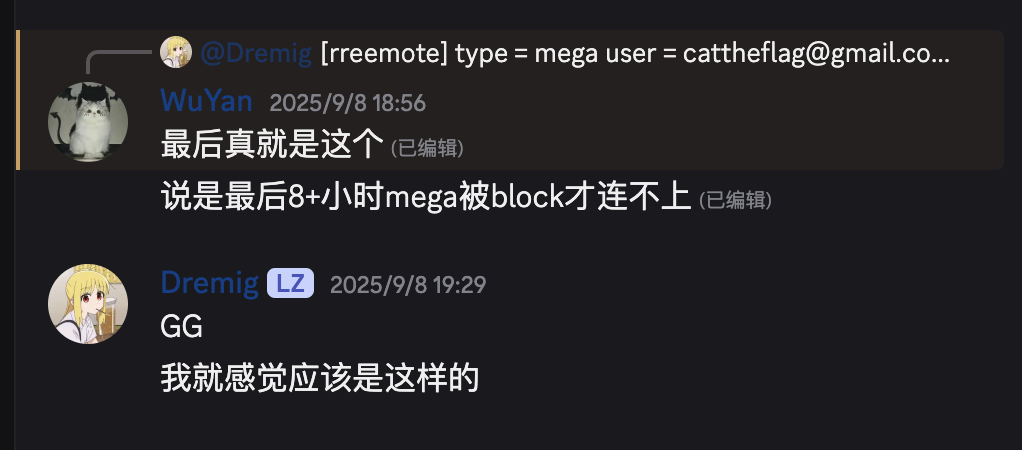 @Dremig [rreemote] type = mega user = cattheflag@gmail.co...
WuYan 2025/9/8 18:56
最后真就是这个 (已编辑)
说是最后8+小时mega被block才连不上 (已编辑)
Dremig LZ 2025/9/8 19:29
GG
我就感觉应该是这样的